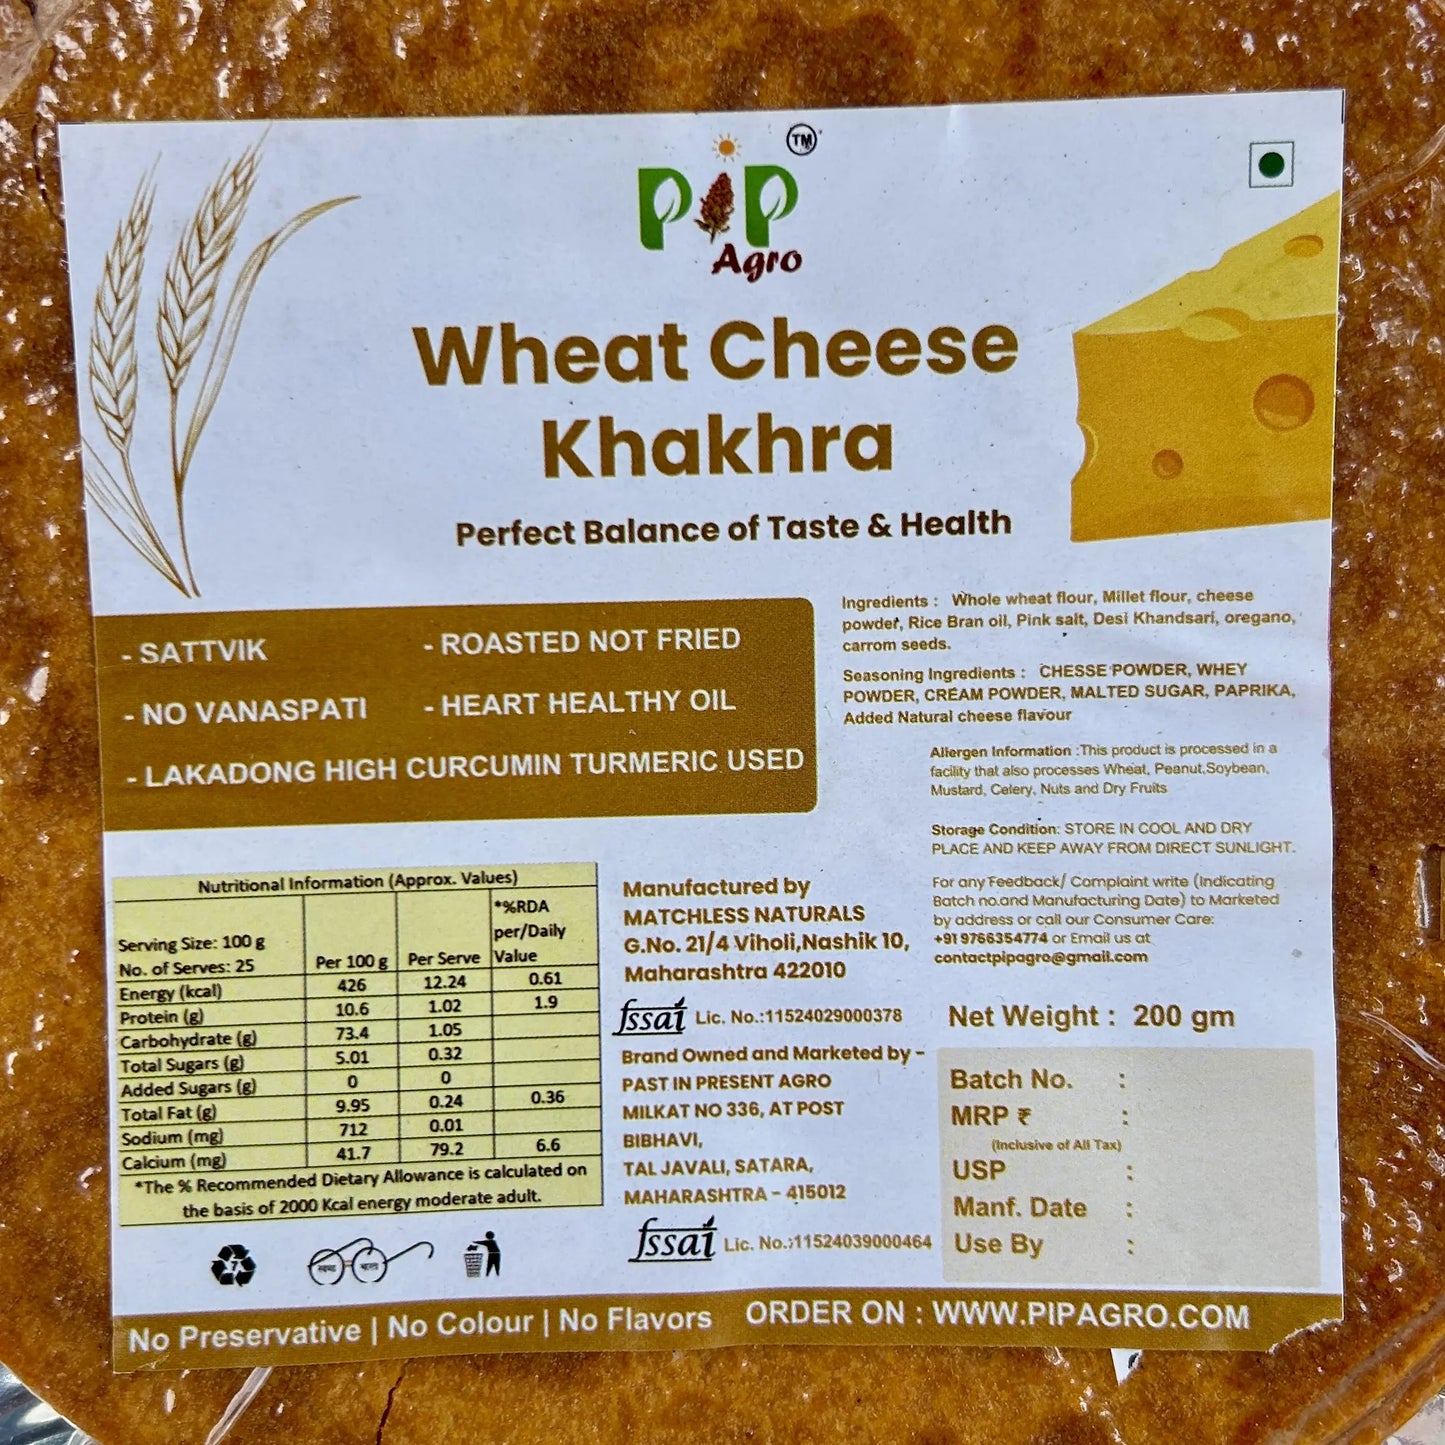 TM
PiP
Agro
Wheat Cheese
Khakhra
Perfect Balance of Taste & Health
- SATTVIK
- ROASTED NOT FRIED
- NO VANASPATI
- HEART HEALTHY OIL
- LAKADONG HIGH CURCUMIN TURMERIC USED
Ingredients : Whole wheat flour, Millet flour, cheese
powder, Rice Bran oil, Pink salt, Desi Khandsari, oregano,
carrom seeds.
Seasoning Ingredients : CHESSE POWDER, WHEY
POWDER, CREAM POWDER, MALTED SUGAR, PAPRIKA,
Added Natural cheese flavour
Allergen Information :This product is processed in a
facility that also processes Wheat, Peanut,Soybean,
Mustard, Celery, Nuts and Dry Fruits
Storage Condition: STORE IN COOL AND DRY
PLACE AND KEEP AWAY FROM DIRECT SUNLIGHT.
For any Feedback/ Complaint write (Indicating
Batch no.and Manufacturing Date) to Marketed
by address or call our Consumer Care:
+91 9766354774 or Email us at
contactpipagro@gmail.com
Nutritional Information (Approx. Values)
Serving Size: 100 g
No. of Serves: 25
Per 100 g
Per Serve
*%RDA
per/Daily
Value
Energy (kcal) 426 12.24 0.61
Protein (g) 10.6 1.02 1.9
Carbohydrate (g) 73.4 1.05
Total Sugars (g) 5.01 0.32
Added Sugars (g) 0 0
Total Fat (g) 9.95 0.24 0.36
Sodium (mg) 712 0.01
Calcium (mg) 41.7 79.2 6.6
*The % Recommended Dietary Allowance is calculated on
the basis of 2000 Kcal energy moderate adult.
7
स्वच्छ भारत
Manufactured by
MATCHLESS NATURALS
G.No. 21/4 Viholi,Nashik 10,
Maharashtra 422010
fssai Lic. No.:11524029000378
Brand Owned and Marketed by -
PAST IN PRESENT AGRO
MILKAT NO 336, AT POST
BIBHAVI,
TAL JAVALI, SATARA,
MAHARASHTRA - 415012
fssai Lic. No.:11524039000464
Net Weight : 200 gm
Batch No. :
MRP ₹ :
(Inclusive of All Tax)
USP :
Manf. Date :
Use By :
No Preservative | No Colour | No Flavors
ORDER ON : WWW.PIPAGRO.COM